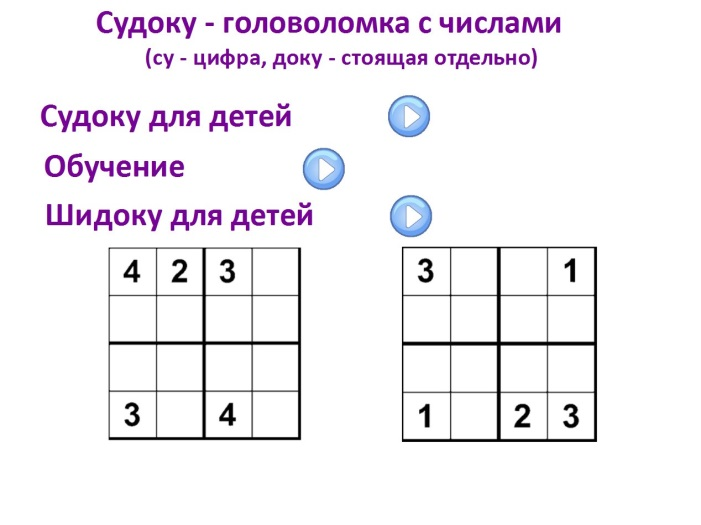 Судоку - головоломка с числами
(су - цифра, доку - стоящая отдельно)
Судоку для детей
Обучение
Шидоку для детей
4 2 3
3 4
3 1
1 2 3